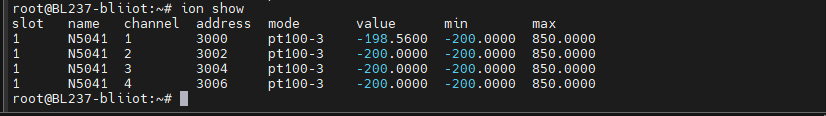 root@BL237-bliiot:~# ion show
slot    name    channel  address  mode       value       min         max
1       N5041   1        3000     pt100-3    -198.5600   -200.0000   850.0000
1       N5041   2        3002     pt100-3    -200.0000   -200.0000   850.0000
1       N5041   3        3004     pt100-3    -200.0000   -200.0000   850.0000
1       N5041   4        3006     pt100-3    -200.0000   -200.0000   850.0000
root@BL237-bliiot:~#